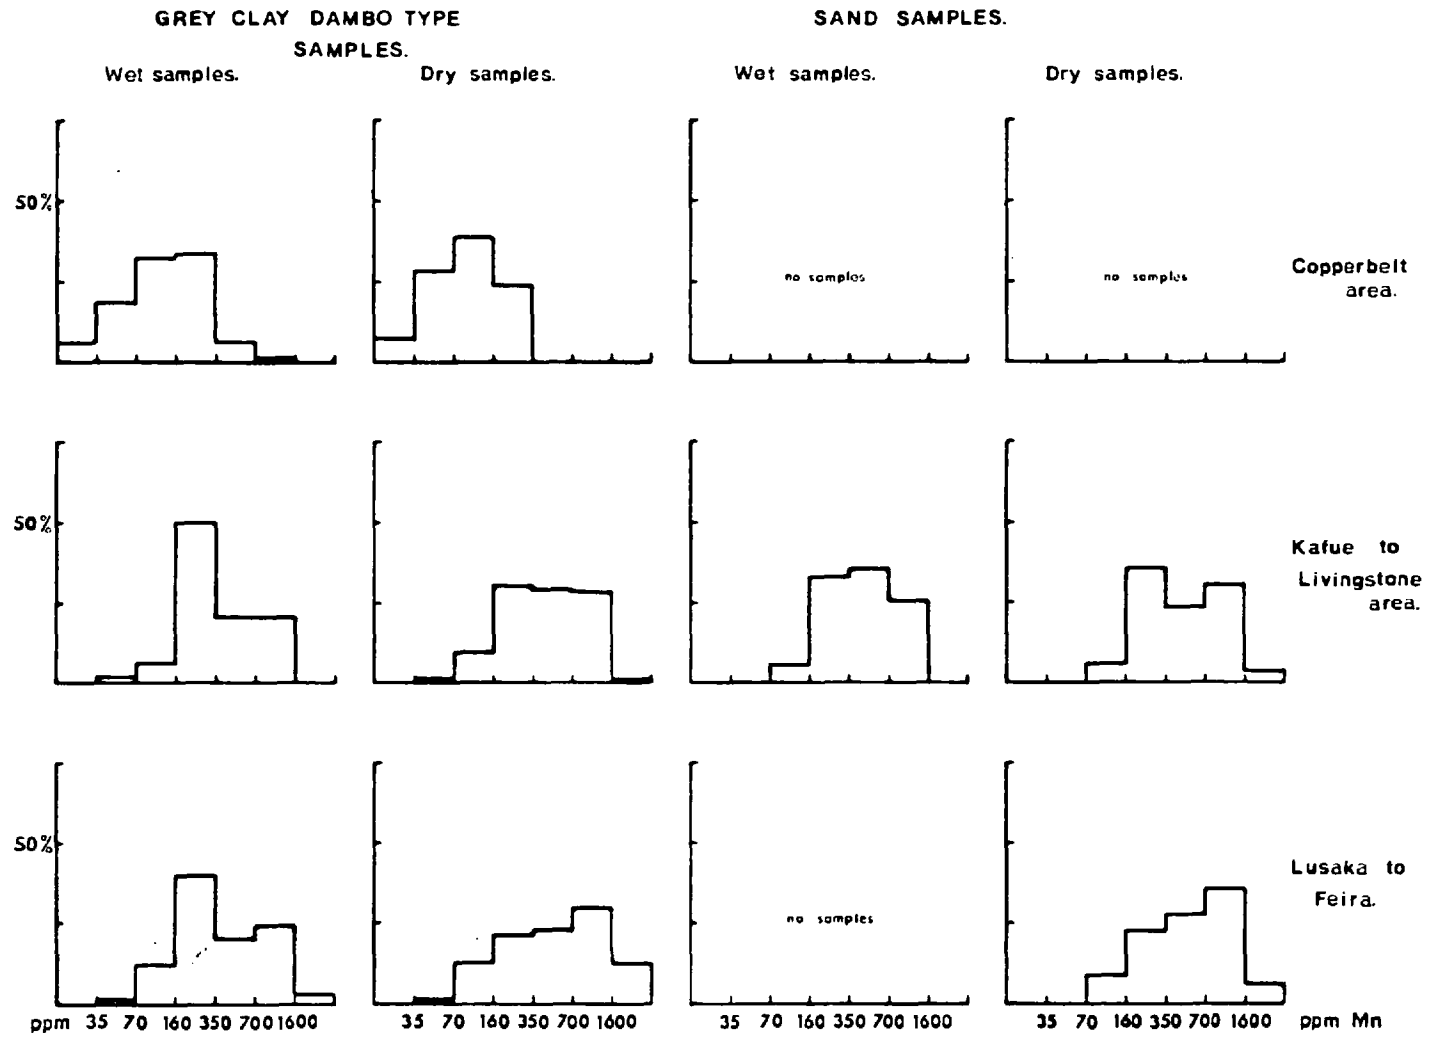 GREY CLAY DAMBO TYPE
SAMPLES.
SAND SAMPLES.
Wet samples.
Dry samples.
Wet samples.
Dry samples.
50%
no samples
no samples
Copperbelt
area.
50%
Kafue to
Livingstone
area.
50%
no samples
Lusaka to
Feira.
ppm 35 70 160 350 700 1600
35 70 160 350 700 1600
35 70 160 350 700 1600
35 70 160 350 700 1600 ppm Mn